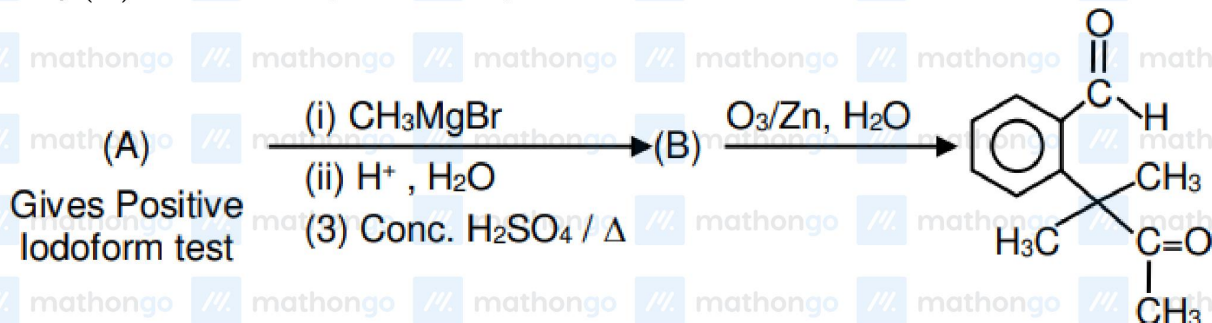 (A)
Gives Positive
Iodoform test
(i) CH₃MgBr
(ii) H⁺ , H₂O
(3) Conc. H₂SO₄ / Δ
(B)
O₃/Zn, H₂O
O
C
H
CH₃
H₃C
C=O
CH₃
mathongo